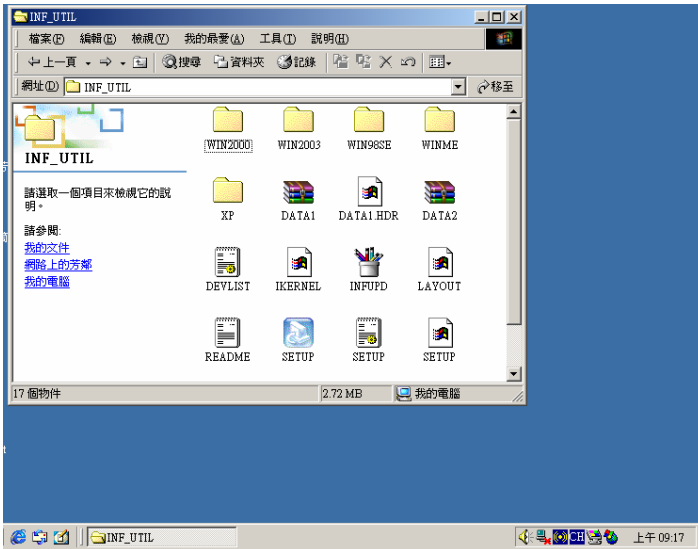 INF_UTIL
檔案(F) 編輯(E) 檢視(V) 我的最愛(A) 工具(T) 說明(H)
上一頁 搜尋 資料夾 記錄
網址(D) INF_UTIL 移至
INF_UTIL
請選取一個項目來檢視它的說明。
請參閱:
我的文件
網路上的芳鄰
我的電腦
WIN2000 WIN2003 WIN98SE WINME
XP DATA1 DATA1.HDR DATA2
DEVLIST IKERNEL INFUPD LAYOUT
README SETUP SETUP SETUP
17 個物件 2.72 MB 我的電腦
INF_UTIL CH 上午 09:17